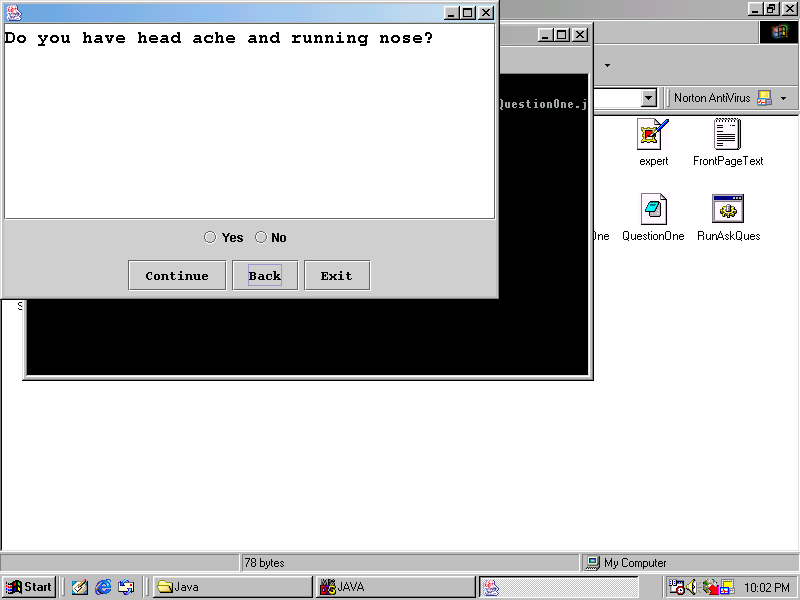 Do you have head ache and running nose?
Yes No
Continue Back Exit
QuestionOne.j
Norton AntiVirus
expert FrontPageText
One QuestionOne RunAskQues
S
78 bytes My Computer
Start Java JAVA 10:02 PM